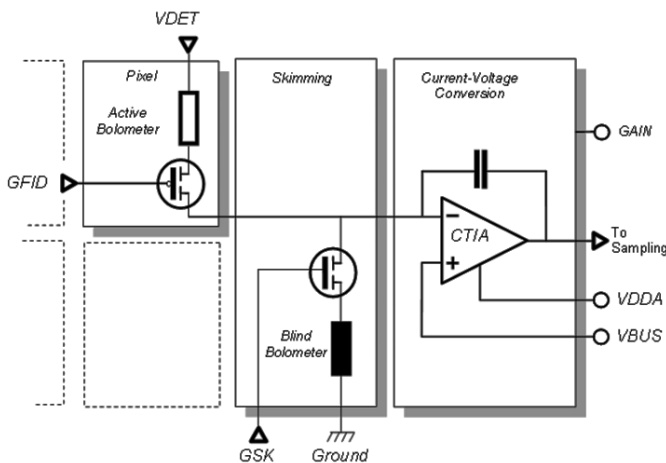 VDET
Pixel
Skimming
Current-Voltage
Conversion
Active
Bolometer
GAIN
GFID
CTIA
To
Sampling
VDDA
VBUS
Blind
Bolometer
GSK
Ground